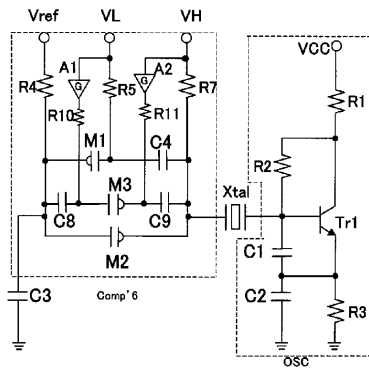 Vref VL VH
VCC
A1 A2
G G
R4 R5 R7
R1
R10 R11
M1 C4
R2
Xtal
M3
C8 C9
Tr1
M2
C1
C3
Comp'6
C2
R3
OSC